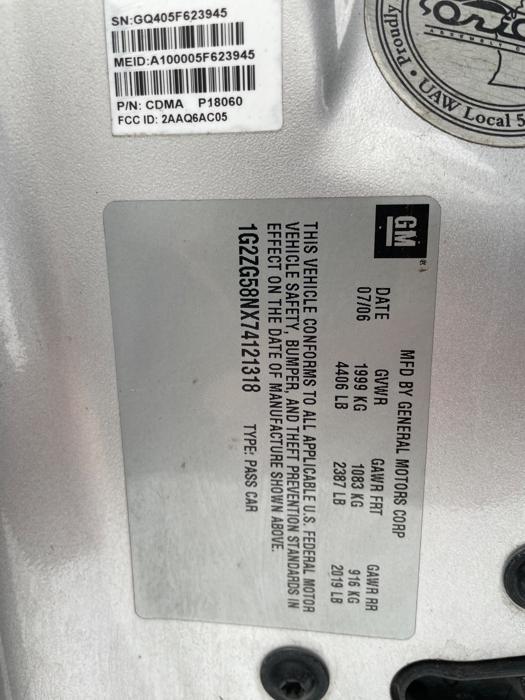 SN:GQ405F623945
MEID:A100005F623945
P/N: CDMA P18060
FCC ID: 2AAQ6AC05
Proudly
UAW Local 5
ASSEMBLY
GM
MFD BY GENERAL MOTORS CORP
DATE GVWR GAWR FRT GAWR RR
07/06 1999 KG 1083 KG 916 KG
4406 LB 2387 LB 2019 LB
THIS VEHICLE CONFORMS TO ALL APPLICABLE U.S. FEDERAL MOTOR
VEHICLE SAFETY, BUMPER, AND THEFT PREVENTION STANDARDS IN
EFFECT ON THE DATE OF MANUFACTURE SHOWN ABOVE.
1G2ZG58NX74121318 TYPE: PASS CAR